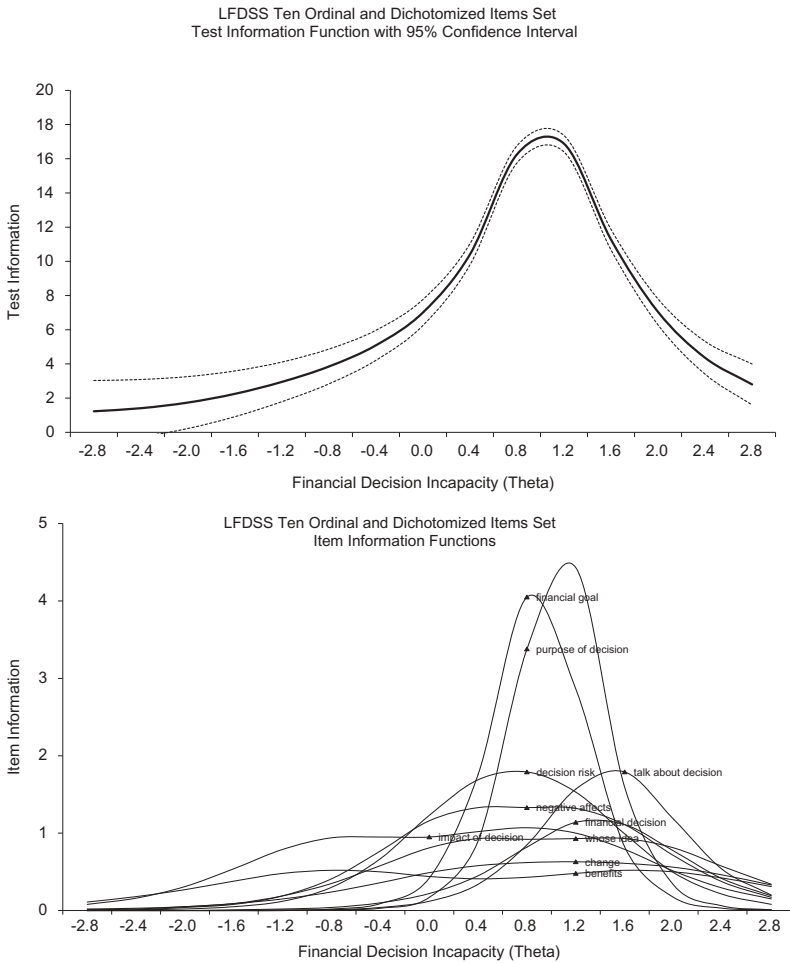 LFDSS Ten Ordinal and Dichotomized Items Set
Test Information Function with 95% Confidence Interval
20
18
16
14
12
10
8
6
4
2
0
Test Information
-2.8 -2.4 -2.0 -1.6 -1.2 -0.8 -0.4 0.0 0.4 0.8 1.2 1.6 2.0 2.4 2.8
Financial Decision Incapacity (Theta)
LFDSS Ten Ordinal and Dichotomized Items Set
Item Information Functions
5
4
3
2
1
0
Item Information
financial goal
purpose of decision
decision risk
talk about decision
negative affects
financial decision
impact of decision
whose idea
change
benefits
-2.8 -2.4 -2.0 -1.6 -1.2 -0.8 -0.4 0.0 0.4 0.8 1.2 1.6 2.0 2.4 2.8
Financial Decision Incapacity (Theta)